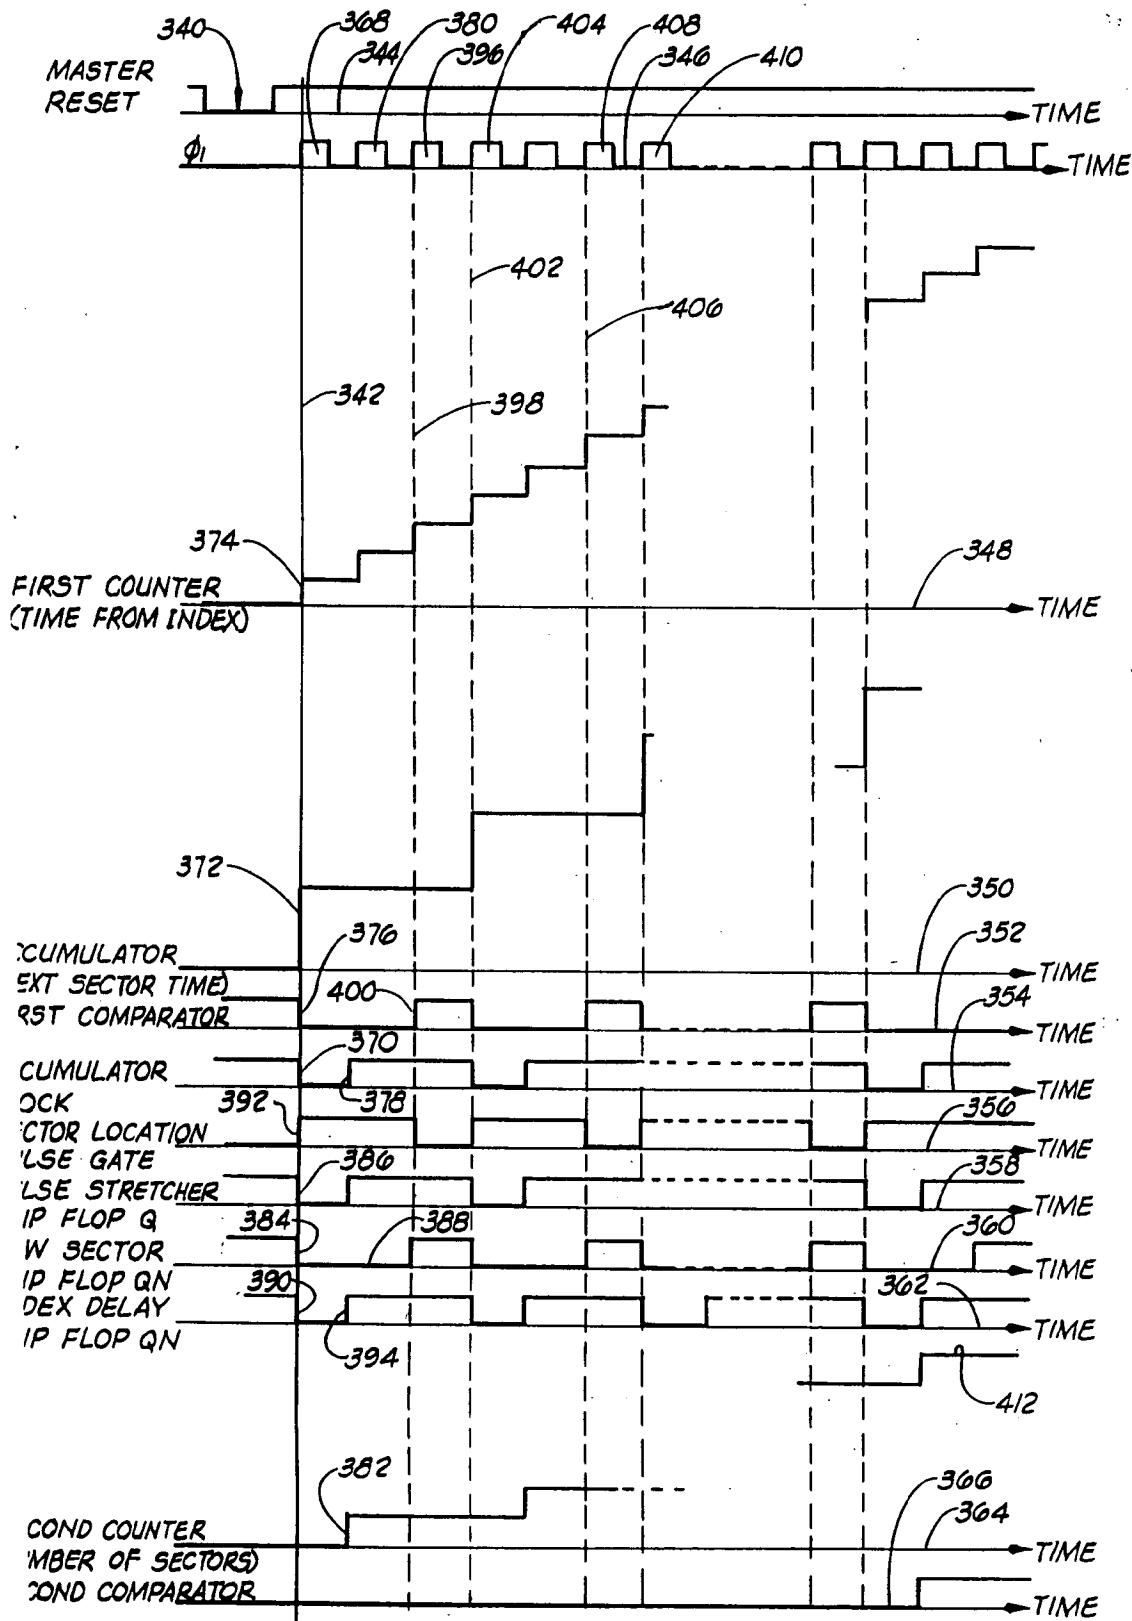 340
368
380
404
408
MASTER
RESET
344
396
346
410
TIME
ϕ1
TIME
402
406
342
398
374
348
FIRST COUNTER
(TIME FROM INDEX)
TIME
372
350
376
352
CUMULATOR
EXT SECTOR TIME)
TIME
400
354
RST COMPARATOR
TIME
370
CUMULATOR
TIME
OCK
392
378
356
CTOR LOCATION
TIME
LSE GATE
386
358
LSE STRETCHER
TIME
IP FLOP Q
384
388
360
W SECTOR
TIME
IP FLOP QN
390
362
DEX DELAY
TIME
IP FLOP QN
394
412
382
366
364
COND COUNTER
TIME
MBER OF SECTORS)
COND COMPARATOR
TIME